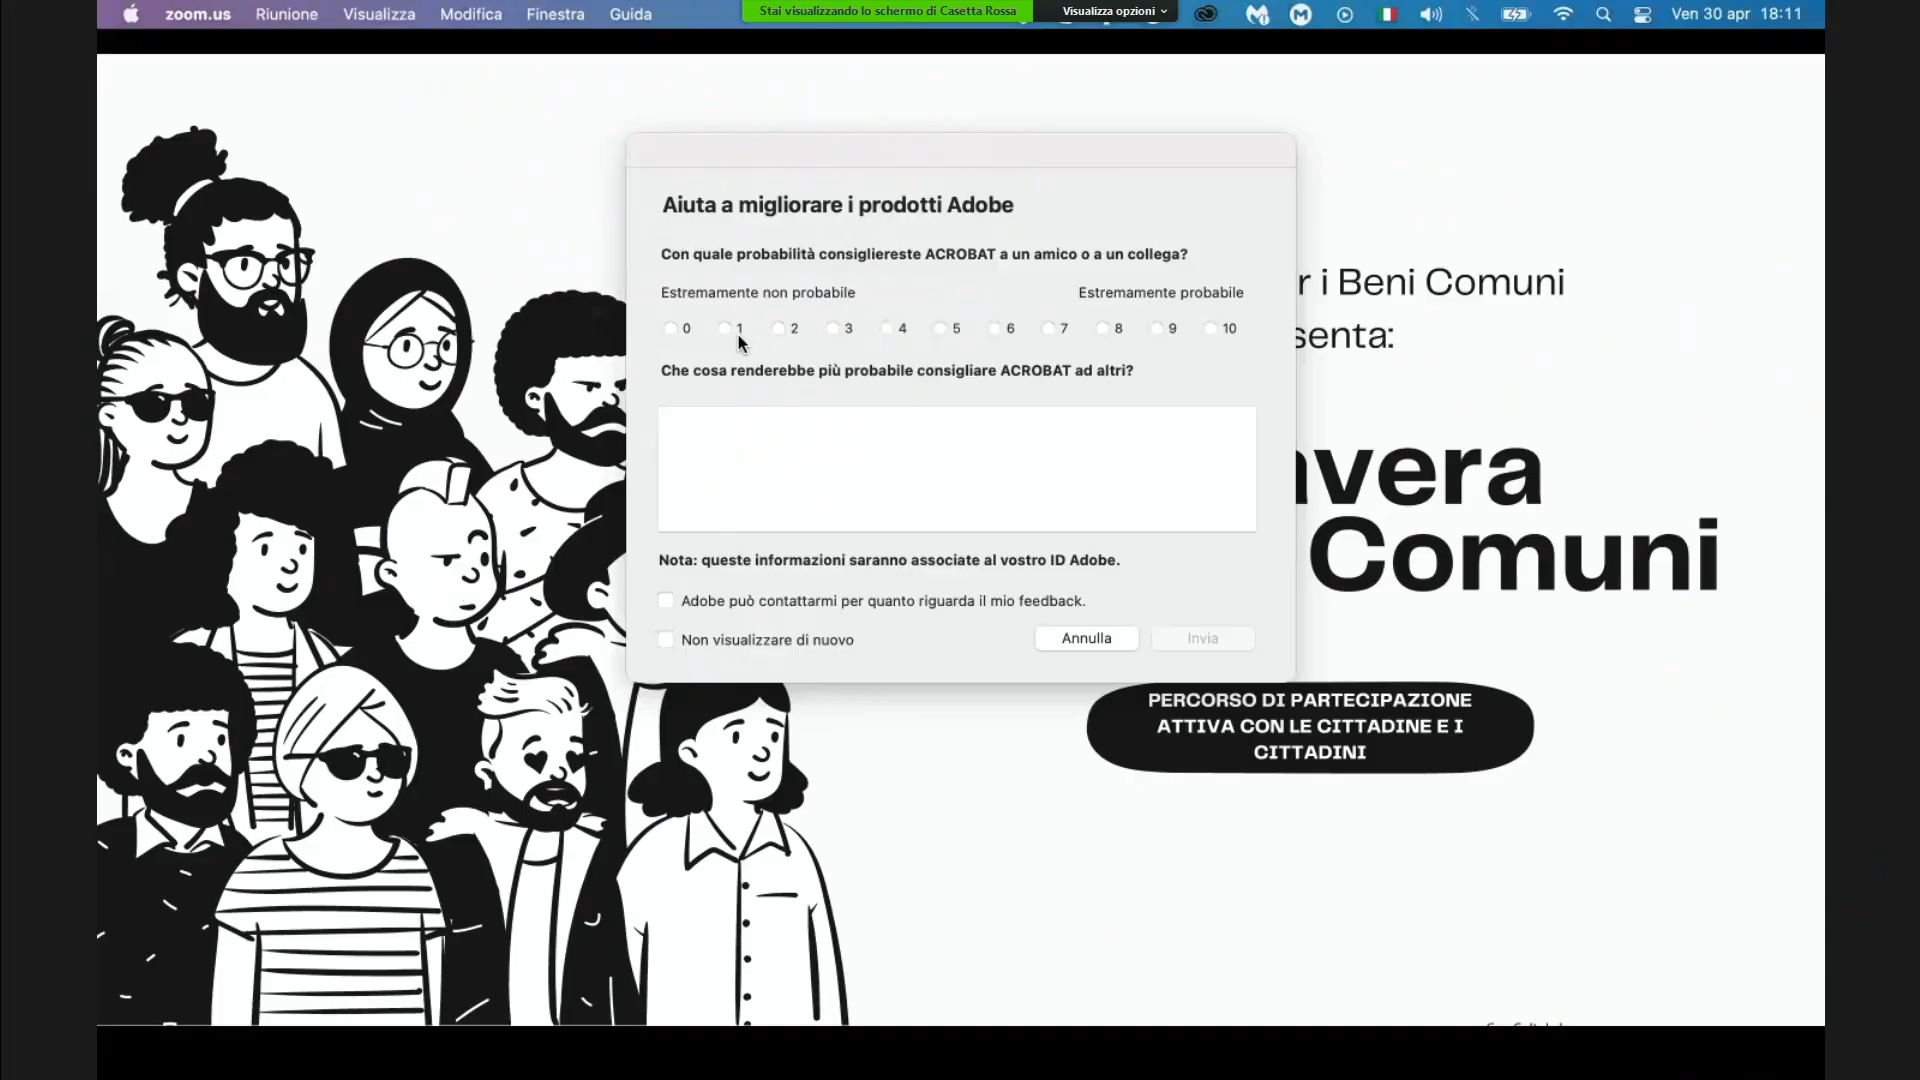 zoom.us Riunione Visualizza Modifica Finestra Guida
Stai visualizzando lo schermo di Casetta Rossa
Visualizza opzioni
Ven 30 apr 18:11
Aiuta a migliorare i prodotti Adobe
Con quale probabilità consigliereste ACROBAT a un amico o a un collega?
Estremamente non probabile Estremamente probabile
0 1 2 3 4 5 6 7 8 9 10
Che cosa renderebbe più probabile consigliare ACROBAT ad altri?
Nota: queste informazioni saranno associate al vostro ID Adobe.
Adobe può contattarmi per quanto riguarda il mio feedback.
Non visualizzare di nuovo
Annulla Invia
r i Beni Comuni
senta:
avera
Comuni
PERCORSO DI PARTECIPAZIONE
ATTIVA CON LE CITTADINE E I
CITTADINI